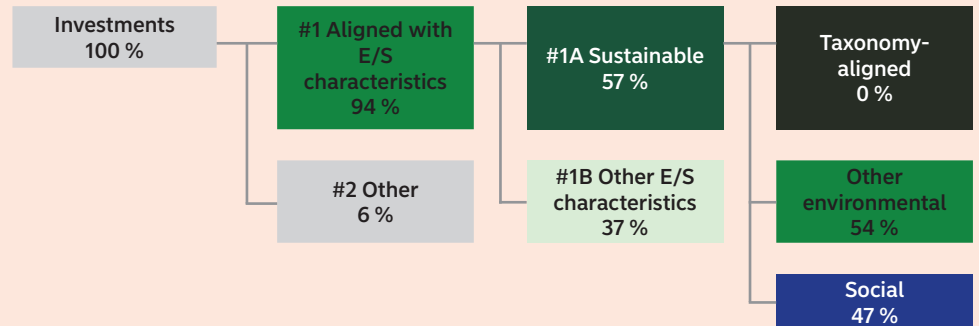 Investments
100 %
#1 Aligned with
E/S
characteristics
94 %
#1A Sustainable
57 %
Taxonomy-
aligned
0 %
#2 Other
6 %
#1B Other E/S
characteristics
37 %
Other
environmental
54 %
Social
47 %